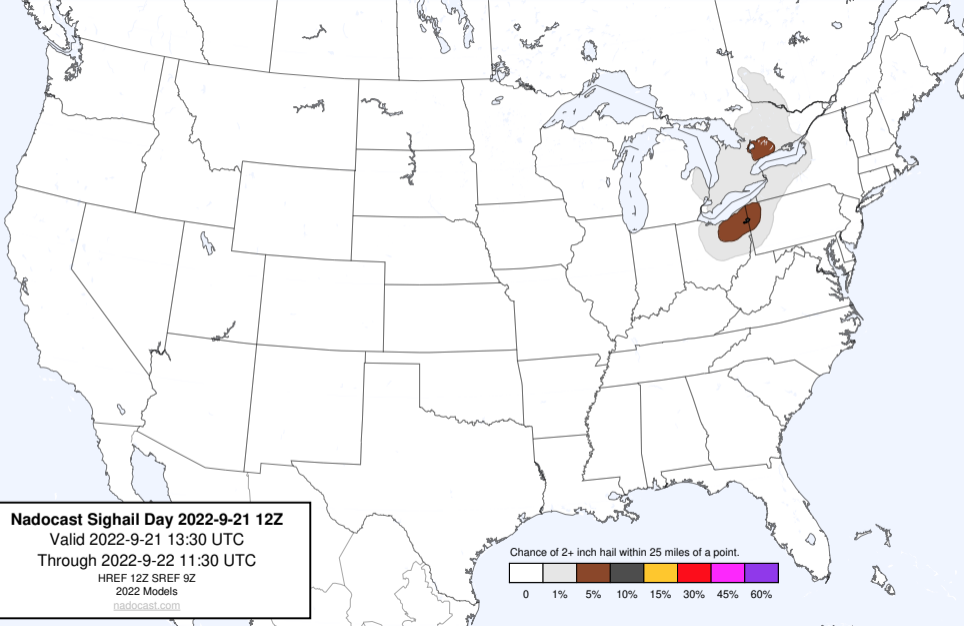 Nadocast Sighail Day 2022-9-21 12Z
Valid 2022-9-21 13:30 UTC
Through 2022-9-22 11:30 UTC
HREF 12Z SREF 9Z
2022 Models
nadocast.com
Chance of 2+ inch hail within 25 miles of a point.
0 1% 5% 10% 15% 30% 45% 60%